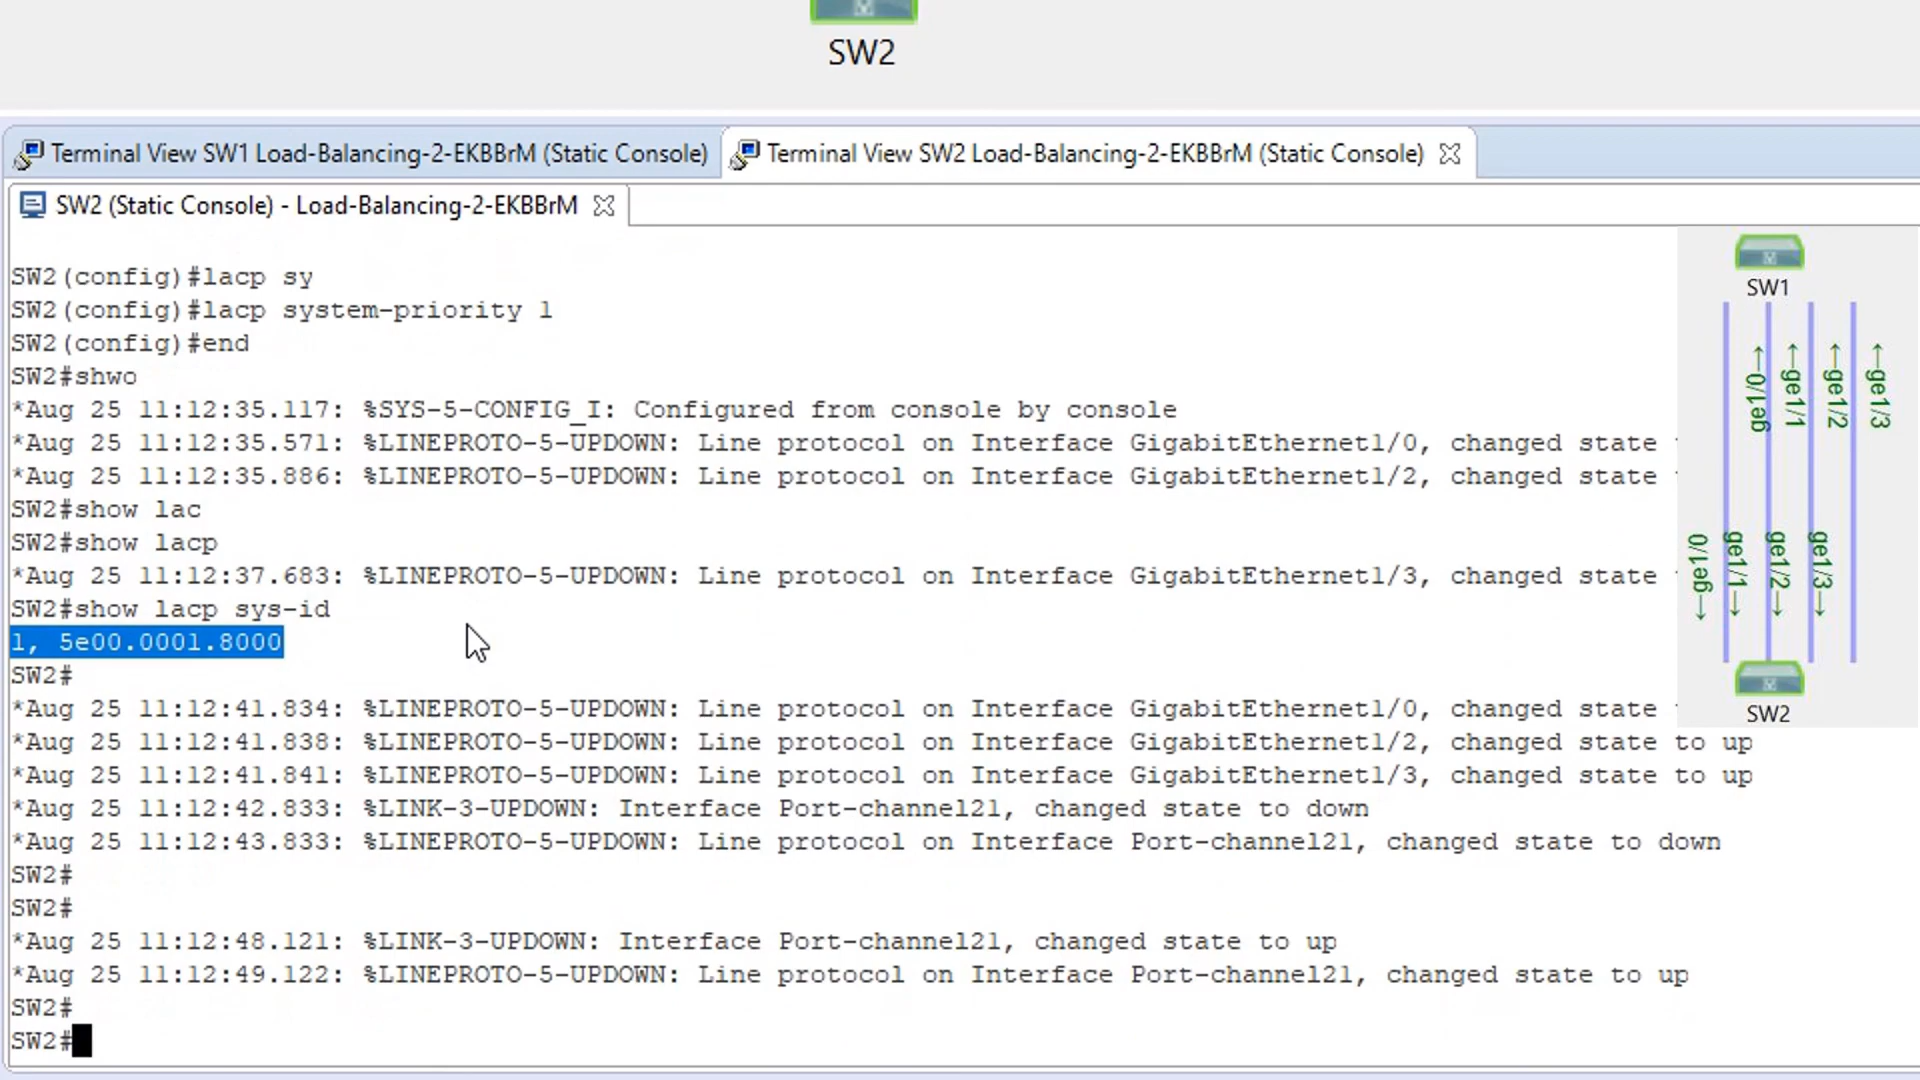 SW2
Terminal View SW1 Load-Balancing-2-EKBBrM (Static Console)
Terminal View SW2 Load-Balancing-2-EKBBrM (Static Console)
SW2 (Static Console) - Load-Balancing-2-EKBBrM
SW2(config)#lacp sy
SW2(config)#lacp system-priority 1
SW2(config)#end
SW2#shwo
*Aug 25 11:12:35.117: %SYS-5-CONFIG_I: Configured from console by console
*Aug 25 11:12:35.571: %LINEPROTO-5-UPDOWN: Line protocol on Interface GigabitEthernet1/0, changed state
*Aug 25 11:12:35.886: %LINEPROTO-5-UPDOWN: Line protocol on Interface GigabitEthernet1/2, changed state
SW2#show lac
SW2#show lacp
*Aug 25 11:12:37.683: %LINEPROTO-5-UPDOWN: Line protocol on Interface GigabitEthernet1/3, changed state
SW2#show lacp sys-id
1, 5e00.0001.8000
SW2#
*Aug 25 11:12:41.834: %LINEPROTO-5-UPDOWN: Line protocol on Interface GigabitEthernet1/0, changed state
*Aug 25 11:12:41.838: %LINEPROTO-5-UPDOWN: Line protocol on Interface GigabitEthernet1/2, changed state to up
*Aug 25 11:12:41.841: %LINEPROTO-5-UPDOWN: Line protocol on Interface GigabitEthernet1/3, changed state to up
*Aug 25 11:12:42.833: %LINK-3-UPDOWN: Interface Port-channel21, changed state to down
*Aug 25 11:12:43.833: %LINEPROTO-5-UPDOWN: Line protocol on Interface Port-channel21, changed state to down
SW2#
SW2#
*Aug 25 11:12:48.121: %LINK-3-UPDOWN: Interface Port-channel21, changed state to up
*Aug 25 11:12:49.122: %LINEPROTO-5-UPDOWN: Line protocol on Interface Port-channel21, changed state to up
SW2#
SW2#
SW1
←ge1/0
←ge1/1
←ge1/2
←ge1/3
ge1/0→
ge1/1→
ge1/2→
ge1/3→
SW2